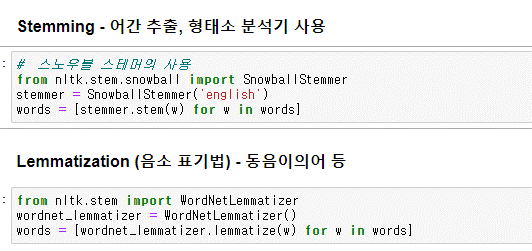 Stemming - 어간 추출, 형태소 분석기 사용
# 스노우볼 스테머의 사용
from nltk.stem.snowball import SnowballStemmer
stemmer = SnowballStemmer('english')
words = [stemmer.stem(w) for w in words]
Lemmatization (음소 표기법) - 동음이의어 등
from nltk.stem import WordNetLemmatizer
wordnet_lemmatizer = WordNetLemmatizer()
words = [wordnet_lemmatizer.lemmatize(w) for w in words]